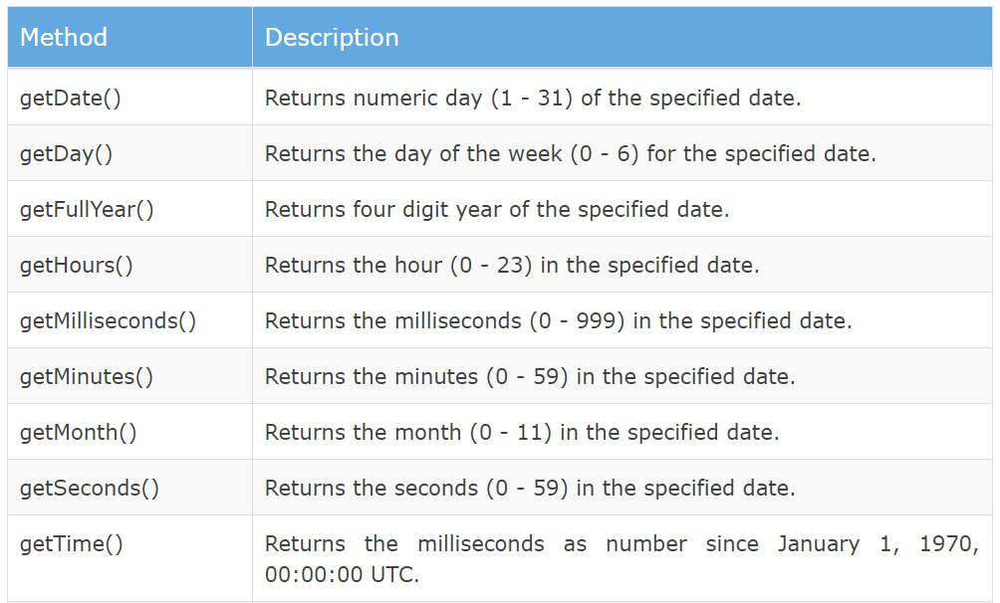 Method Description
getDate() Returns numeric day (1 - 31) of the specified date.
getDay() Returns the day of the week (0 - 6) for the specified date.
getFullYear() Returns four digit year of the specified date.
getHours() Returns the hour (0 - 23) in the specified date.
getMilliseconds() Returns the milliseconds (0 - 999) in the specified date.
getMinutes() Returns the minutes (0 - 59) in the specified date.
getMonth() Returns the month (0 - 11) in the specified date.
getSeconds() Returns the seconds (0 - 59) in the specified date.
getTime() Returns the milliseconds as number since January 1, 1970,
00:00:00 UTC.